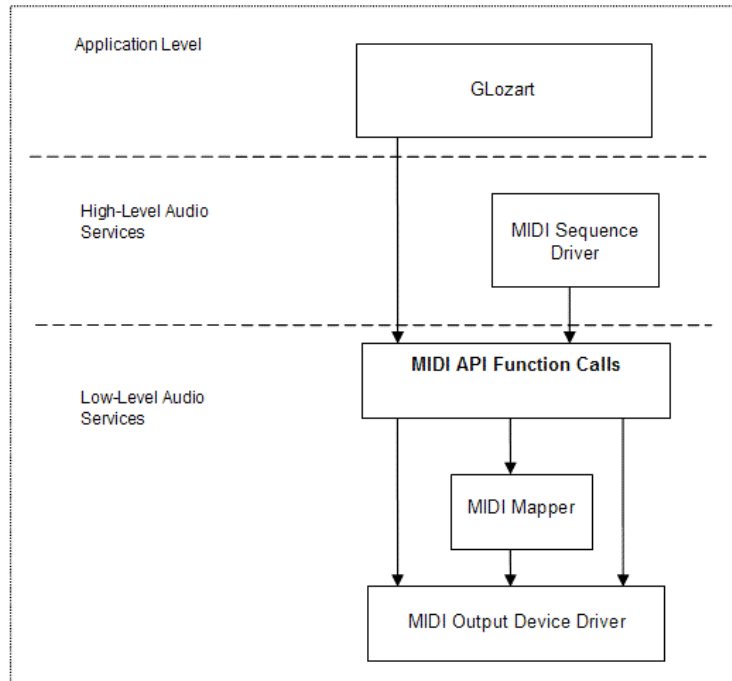 Application Level
GLozart
High-Level Audio
Services
MIDI Sequence
Driver
MIDI API Function Calls
Low-Level Audio
Services
MIDI Mapper
MIDI Output Device Driver